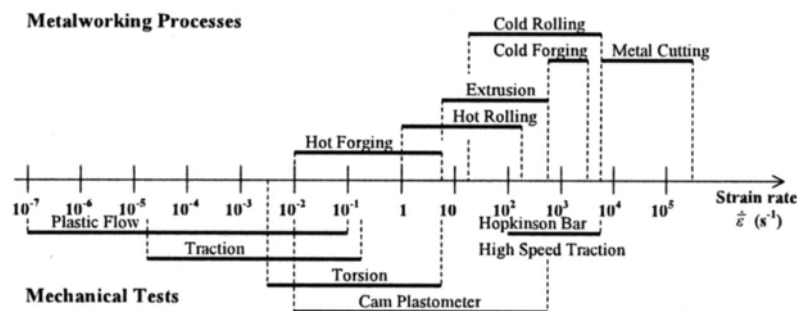 Metalworking Processes
Cold Rolling
Cold Forging Metal Cutting
Extrusion
Hot Rolling
Hot Forging
10⁻⁷ 10⁻⁶ 10⁻⁵ 10⁻⁴ 10⁻³ 10⁻² 10⁻¹ 1 10 10² 10³ 10⁴ 10⁵ Strain rate
ε̇ (s⁻¹)
Plastic Flow Hopkinson Bar
Traction High Speed Traction
Torsion
Mechanical Tests Cam Plastometer